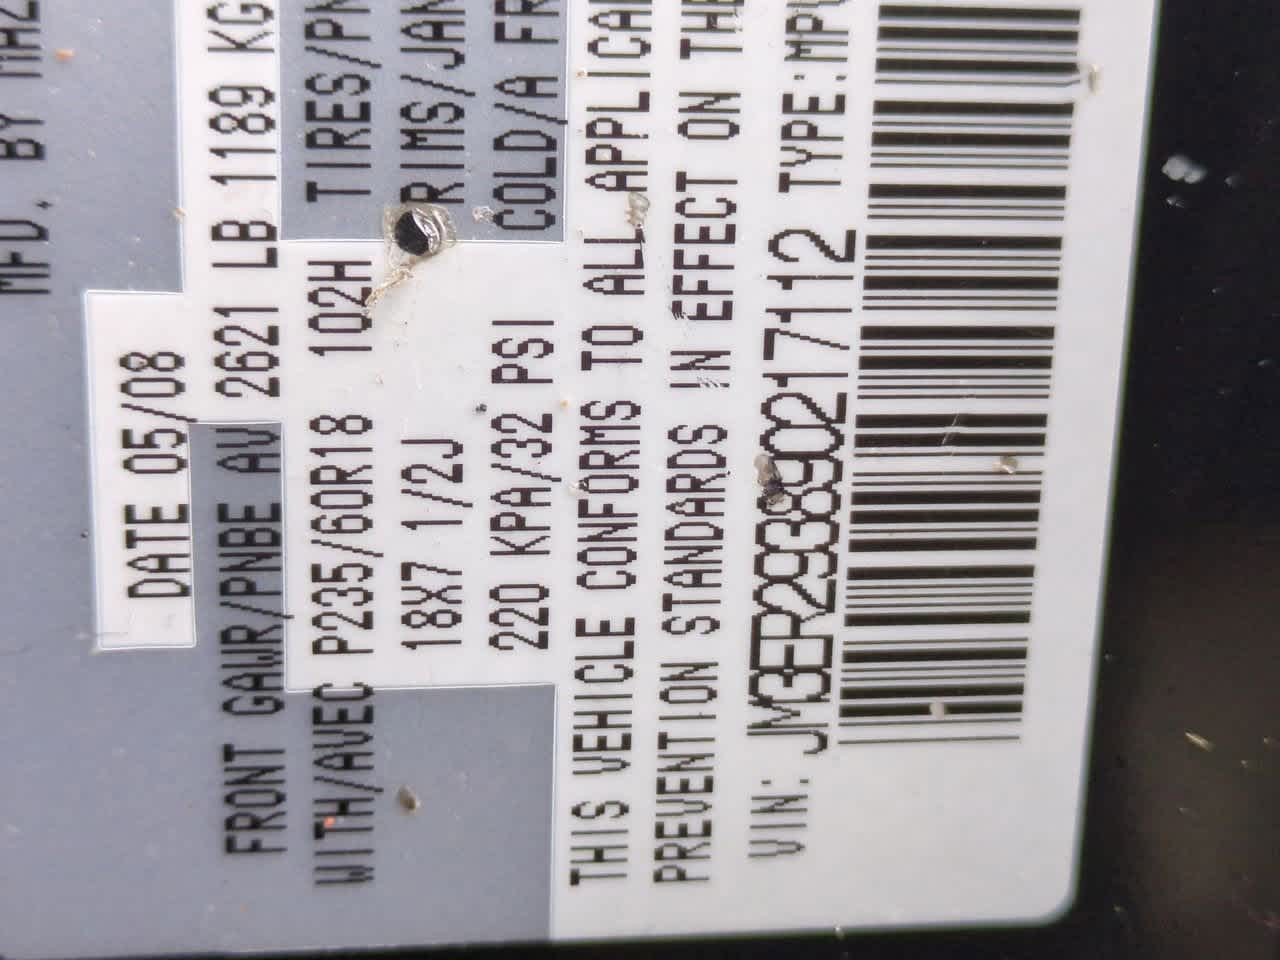 MFD. BY MAZ
DATE 05/08
FRONT GAWR/PNBE AV 2621 LB 1189 KG
WITH/AVEC P235/60R18 102H TIRES/PN
18X7 1/2J RIMS/JAN
220 KPA/32 PSI COLD/A FR
THIS VEHICLE CONFORMS TO ALL APPLICA
PREVENTION STANDARDS IN EFFECT ON THE
VIN: JM3ER293890217112 TYPE:MPV